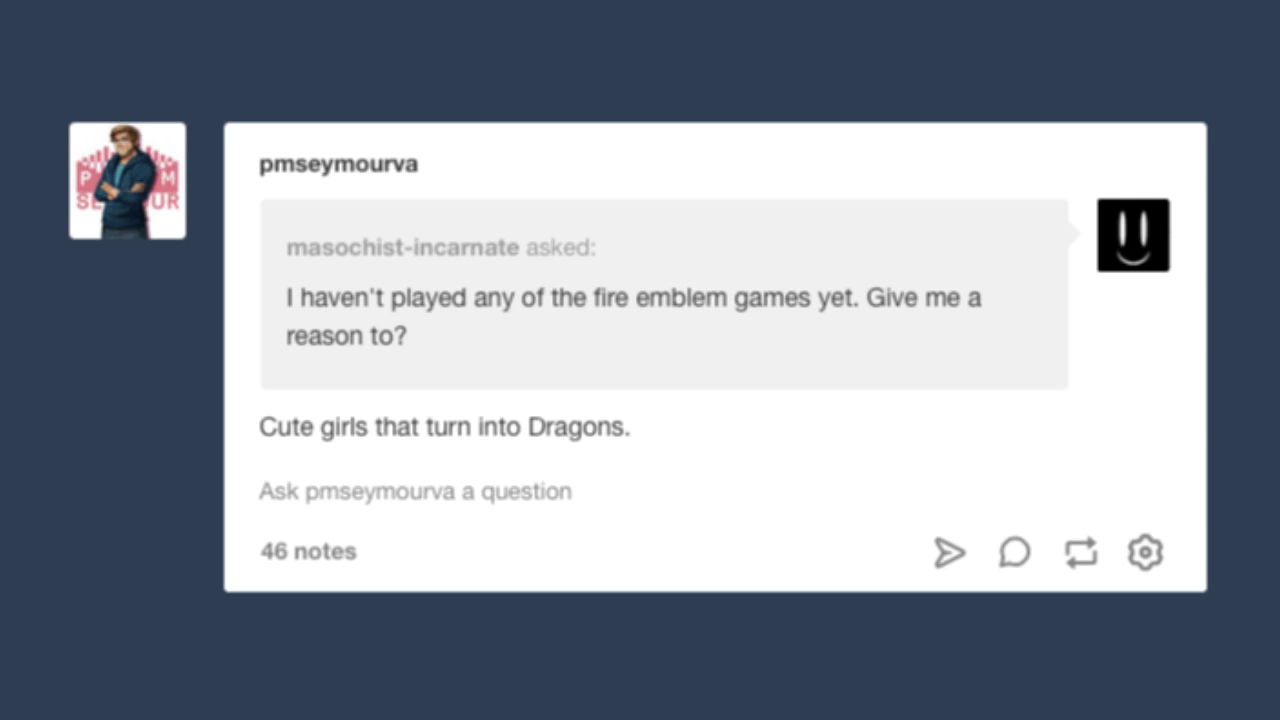 pmseymourva
masochist-incarnate asked:
I haven't played any of the fire emblem games yet. Give me a
reason to?
Cute girls that turn into Dragons.
Ask pmseymourva a question
46 notes